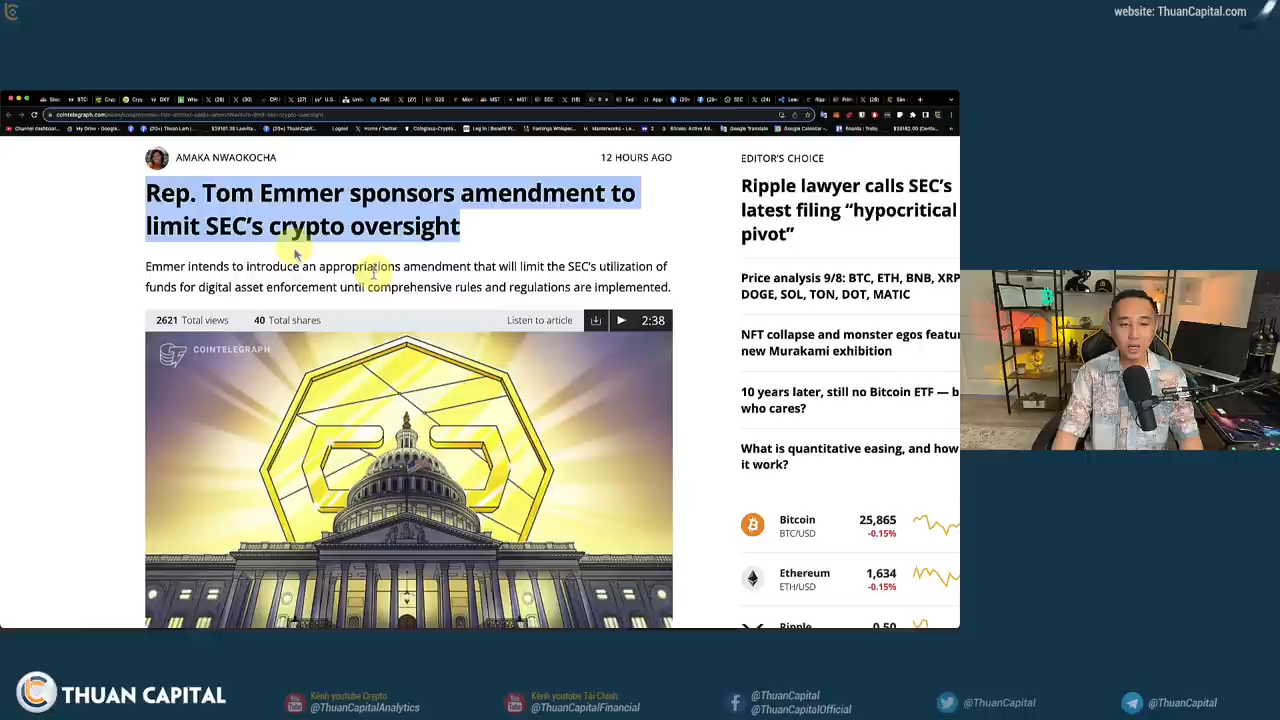 website: ThuanCapital.com
AMAKA NWAOKOCHA
12 HOURS AGO
Rep. Tom Emmer sponsors amendment to
limit SEC's crypto oversight
Emmer intends to introduce an appropriations amendment that will limit the SEC's utilization of
funds for digital asset enforcement until comprehensive rules and regulations are implemented.
2621 Total views
40 Total shares
Listen to article
2:38
COINTELEGRAPH
EDITOR'S CHOICE
Ripple lawyer calls SEC's
latest filing “hypocritical
pivot”
Price analysis 9/8: BTC, ETH, BNB, XRP
DOGE, SOL, TON, DOT, MATIC
NFT collapse and monster egos featu
new Murakami exhibition
10 years later, still no Bitcoin ETF — b
who cares?
What is quantitative easing, and how
it work?
Bitcoin
25,865
BTC/USD
-0.15%
Ethereum
1,634
ETH/USD
-0.15%
Ripple
0.50
THUAN CAPITAL
Kênh youtube Crypto
@ThuanCapitalAnalytics
Kênh youtube Tài Chính
@ThuanCapitalFinancial
@ThuanCapital
@ThuanCapitalOfficial
@ThuanCapital
@ThuanCapital